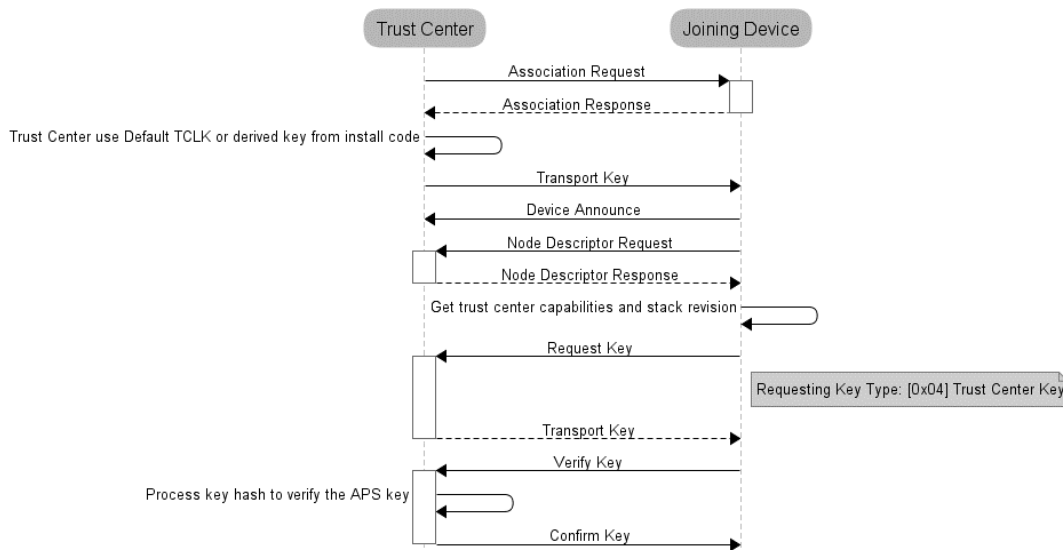 Trust Center
Joining Device
Association Request
Association Response
Trust Center use Default TCLK or derived key from install code
Transport Key
Device Announce
Node Descriptor Request
Node Descriptor Response
Get trust center capabilities and stack revision
Request Key
Requesting Key Type: [0x04] Trust Center Key
Transport Key
Verify Key
Process key hash to verify the APS key
Confirm Key